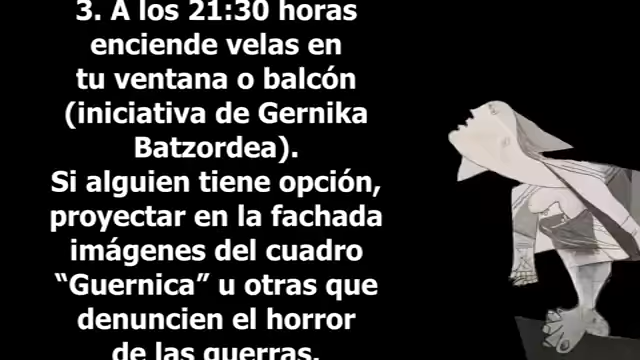 3. A los 21:30 horas
enciende velas en
tu ventana o balcón
(iniciativa de Gernika
Batzordea).
Si alguien tiene opción,
proyectar en la fachada
imágenes del cuadro
“Guernica” u otras que
denuncien el horror
de las guerras.